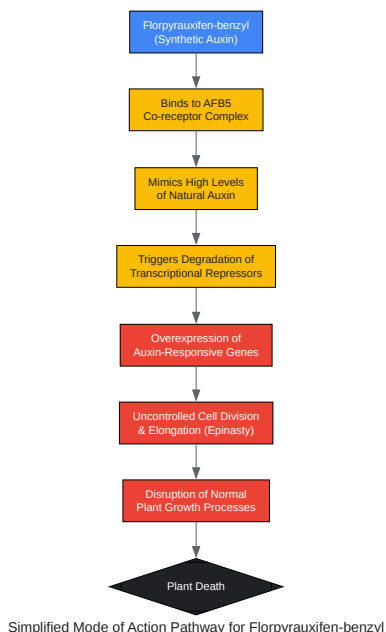 Florpyrauxifen-benzyl
(Synthetic Auxin)
Binds to AFB5
Co-receptor Complex
Mimics High Levels
of Natural Auxin
Triggers Degradation of
Transcriptional Repressors
Overexpression of
Auxin-Responsive Genes
Uncontrolled Cell Division
& Elongation (Epinasty)
Disruption of Normal
Plant Growth Processes
Plant Death
Simplified Mode of Action Pathway for Florpyrauxifen-benzyl